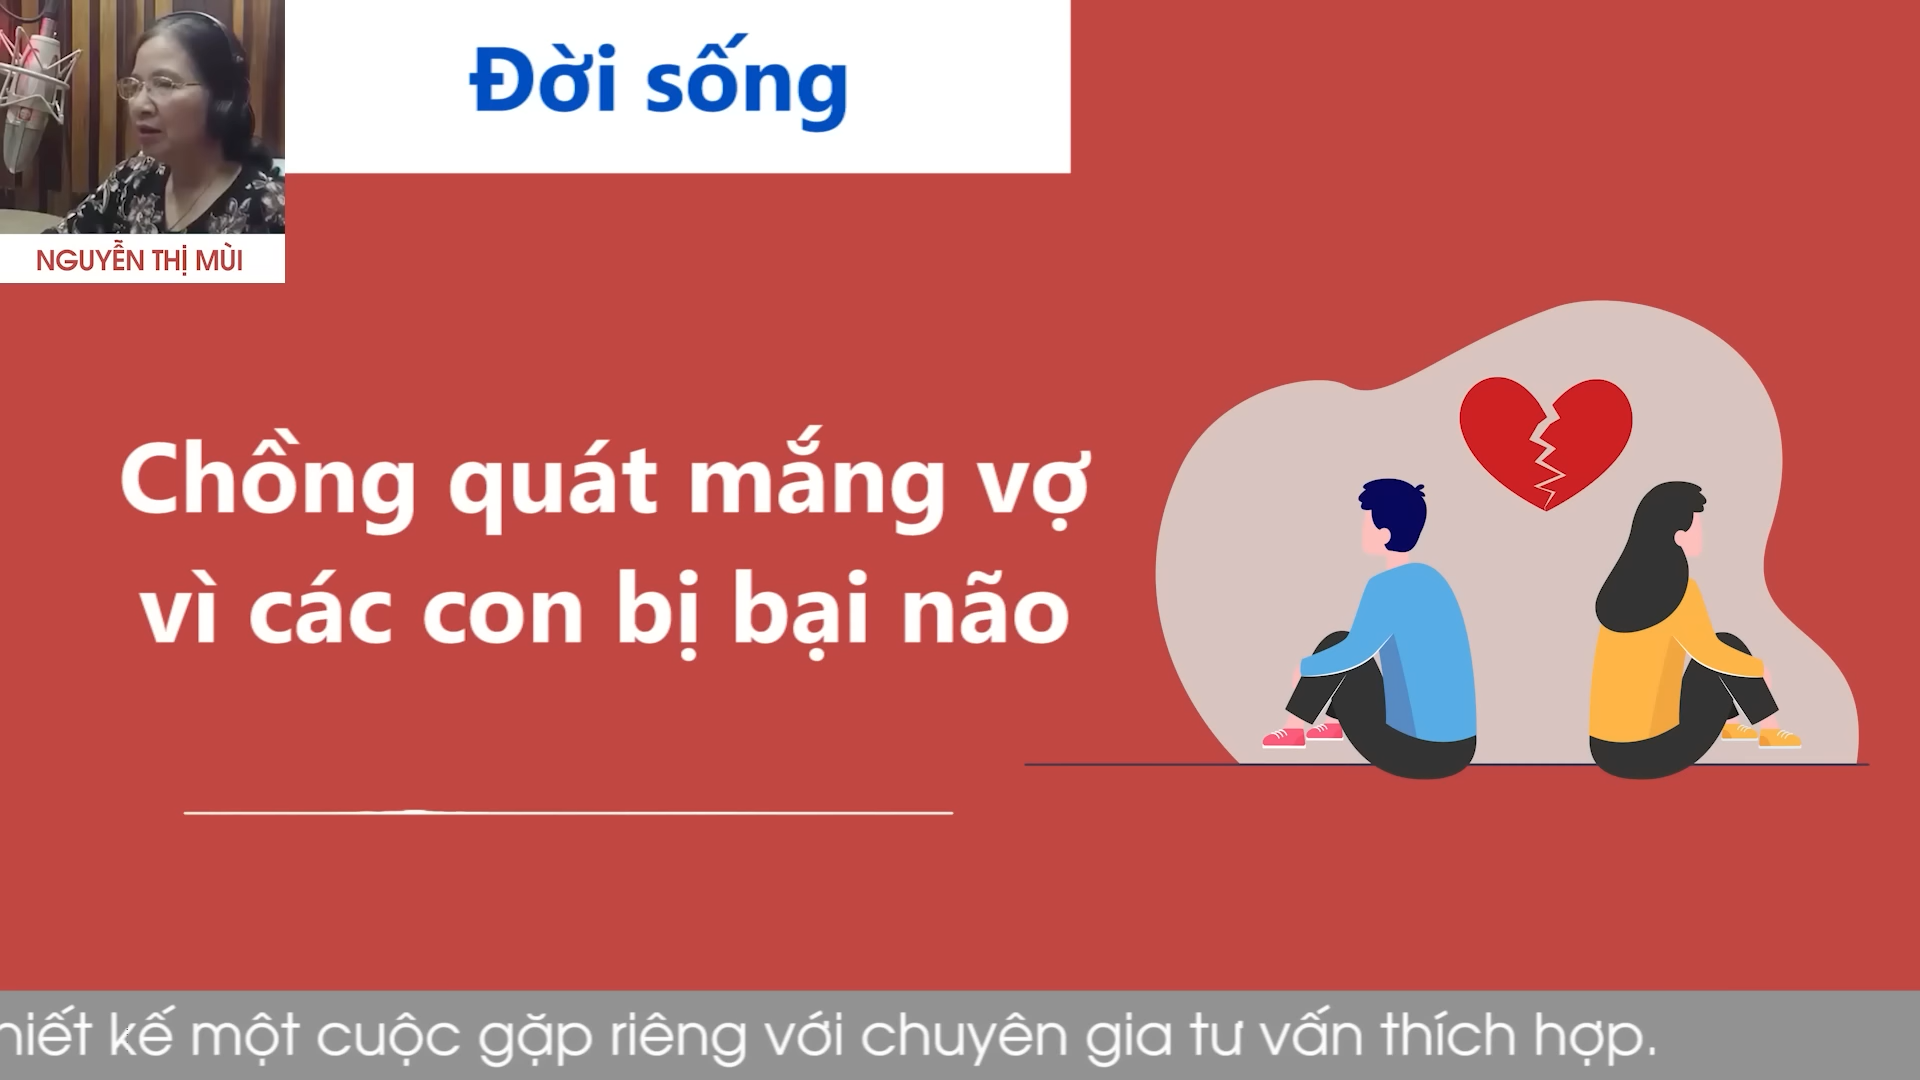 Đời sống
NGUYỄN THỊ MÙI
Chồng quát mắng vợ
vì các con bị bại não
kế một cuộc gặp riêng với chuyên gia tư vấn thích hợp.